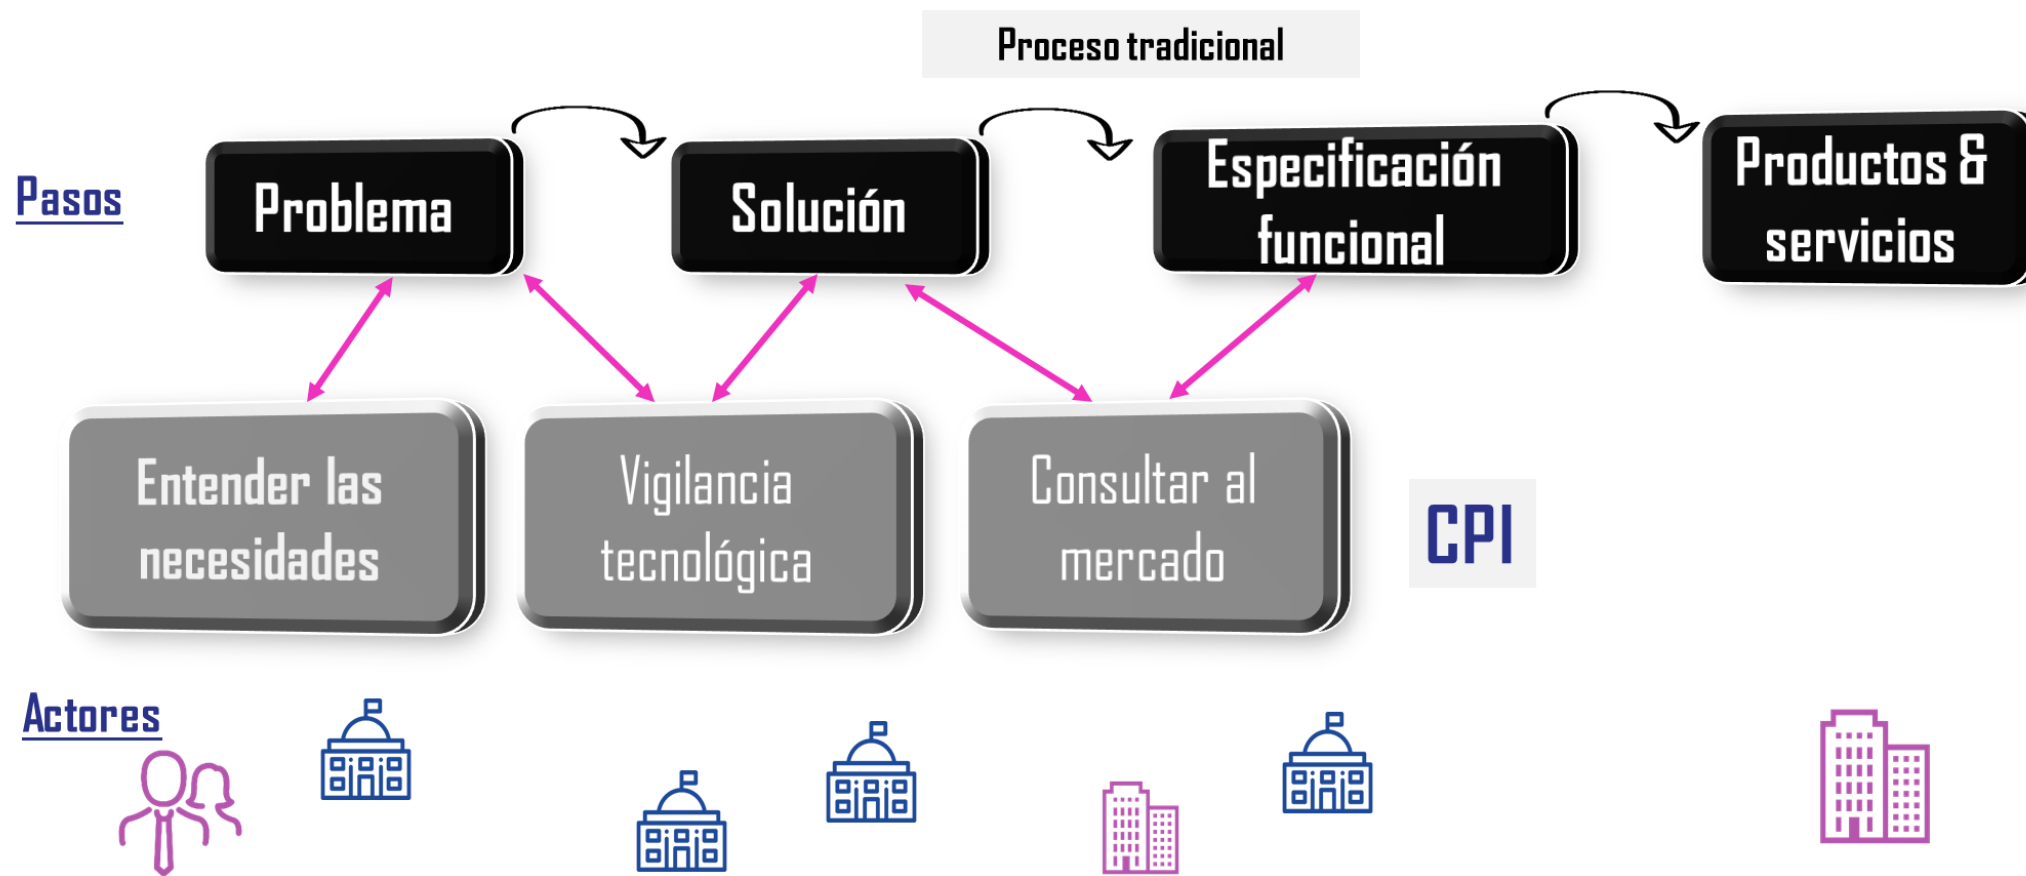 Proceso tradicional
Pasos
Problema
Solución
Especificación
funcional
Productos &
servicios
Entender las
necesidades
Vigilancia
tecnológica
Consultar al
mercado
CPI
Actores